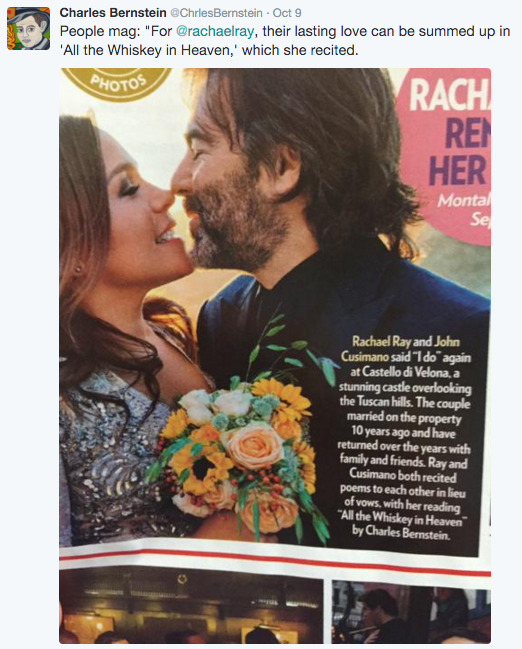 Charles Bernstein @ChrlesBernstein · Oct 9
People mag: "For @rachaelray, their lasting love can be summed up in
'All the Whiskey in Heaven,' which she recited.
PHOTOS
RACHA
REN
HER
Montal
Se
Rachael Ray and John
Cusimano said "I do" again
at Castello di Velona, a
stunning castle overlooking
the Tuscan hills. The couple
married on the property
10 years ago and have
returned over the years with
family and friends. Ray and
Cusimano both recited
poems to each other in lieu
of vows, with her reading
"All the Whiskey in Heaven"
by Charles Bernstein.